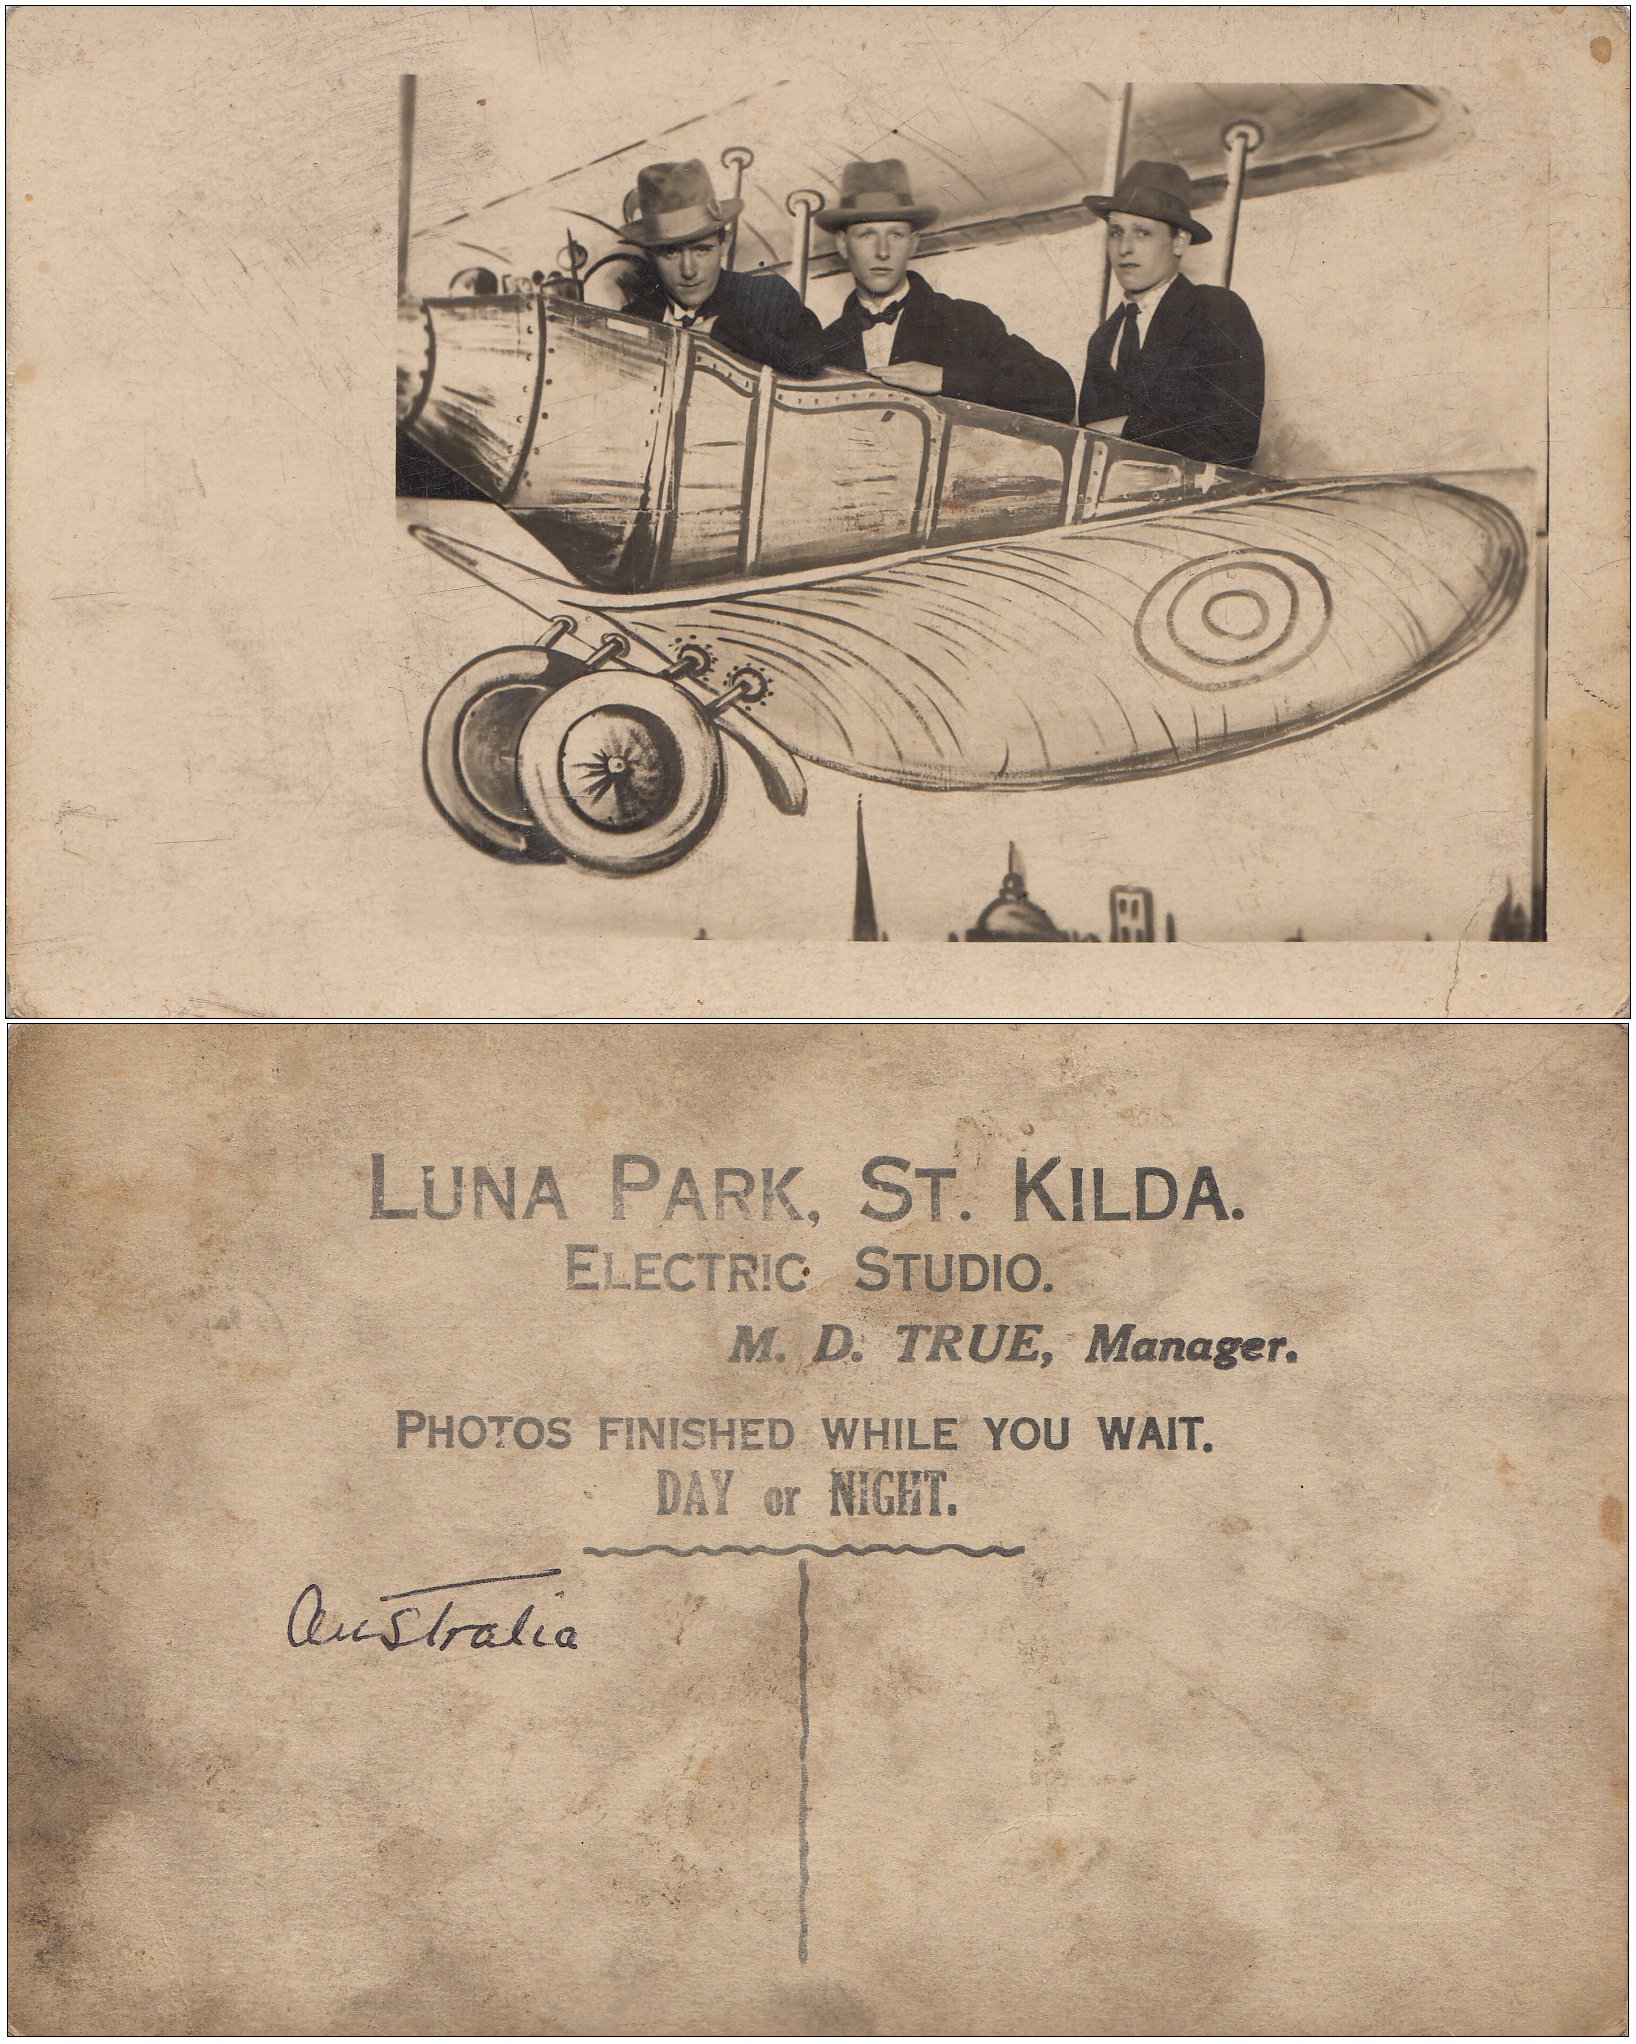 LUNA PARK, ST. KILDA.
ELECTRIC STUDIO.
M. D. TRUE, Manager.
PHOTOS FINISHED WHILE YOU WAIT.
DAY or NIGHT.
Australia